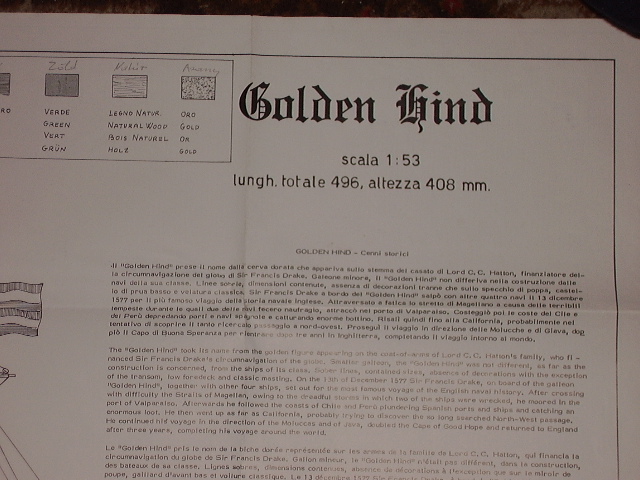 Zöld
Arany
RO
VERDE
LEGNO NATUR.
ORO
GREEN
NATURAL WOOD
GOLD
VERT
BOIS NATUREL
OR
GRÜN
HOLZ
GOLD
Golden Hind
scala 1:53
lungh. totale 496, altezza 408 mm.
GOLDEN HIND - Cenni storici
Il "Golden Hind" prese il nome dalla cerva dorata che appariva sullo stemma del casato di Lord C.C. Hatton, finanziatore del-
la circumnavigazione del globo di Sir Francis Drake. Galeone minore, il "Golden Hind" non differiva nella costruzione dalle
navi della sua classe. Linee sobrie, dimensioni contenute, assenza di decorazioni tranne che sullo specchio di poppa, castel-
lo di prua basso e velatura classica. Sir Francis Drake a bordo del "Golden Hind" salpò con altre quattro navi il 13 dicembre
1577 per il più famoso viaggio della storia navale inglese. Attraversato a fatica lo stretto di Magellano a causa delle terribili
tempeste durante le quali due delle navi fecero naufragio, attraccò nel porto di Valparaiso. Costeggiò poi le coste del Cile e
del Perù depredando porti e navi spagnole e catturando enorme bottino. Risalì quindi fino alla California, probabilmente nel
tentativo di scoprire il tanto ricercato passaggio a nord-ovest. Proseguì il viaggio in direzione delle Molucche e di Giava, dop
piò il Capo di Buona Speranza per rientrare dopo tre anni in Inghilterra, completando il viaggio intorno al mondo.
The "Golden Hind" took its name from the golden figure appearing on the coat-of-arms of Lord C.C. Hatton's family, who fi-
nanced Sir Francis Drake's circumnavigation of the globe. Smaller galleon, the "Golden Hind" was not different, as far as the
construction is concerned, from the ships of its class. Sober lines, contained sizes, absence of decorations with the exception
of the transom, low foredeck and classic masting. On the 13th of December 1577 Sir Francis Drake, on board of the galleon
"Golden Hind", together with other four ships, set out for the most famous voyage of the English naval history. After crossing
with difficulty the Straits of Magellan, owing to the dreadful storms in which two of the ships were wrecked, he moored in the
port of Valparaiso. Afterwards he followed the coasts of Chile and Peru plundering Spanish ports and ships and catching an
enormous loot. He then went up as far as California, probably trying to discover the so long searched North-West passage.
He continued his voyage in the direction of the Moluccas and of Java, doubled the Cape of Good Hope and returned to England
after three years, completing his voyage around the world.
Le "Golden Hind" prit le nom de la biche dorée représentée sur les armes de la famille de Lord C.C. Hatton, qui finança la
circumnavigation du globe de Sir Francis Drake. Galion mineur, le "Golden Hind" n'était pas différent, dans la construction,
des bateaux de sa classe. Lignes sobres, dimensions contenues, absence de décorations à l'exception que sur le miroir de
poupe, gaillard d'avant bas et voilure classique. Le 13 décembre 1577 Sir Francis Drake